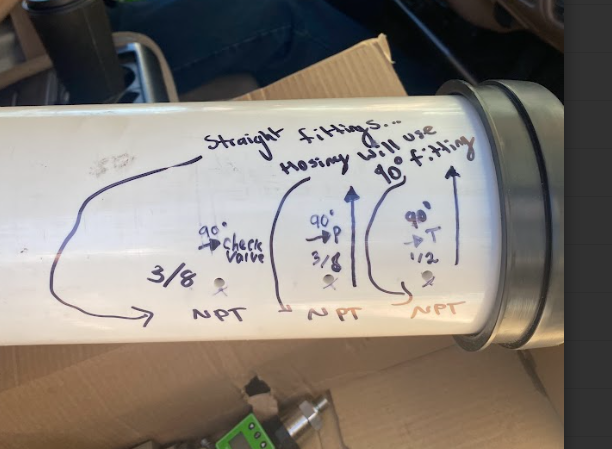 Straight fittings...
Hosing will use
90° fitting
90°
→ Check
Valve
3/8
x
NPT
90°
→ P
3/8
x
NPT
90°
→ T
1/2
x
NPT